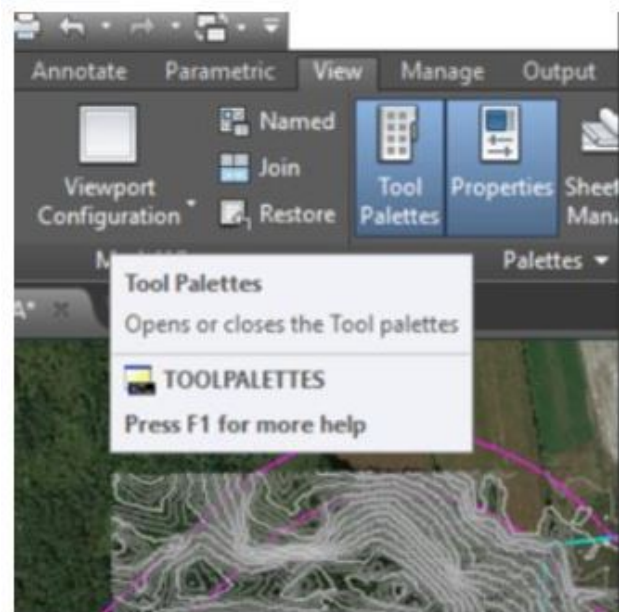 Annotate Parametric View Manage Output
Named
Join
Restore
Viewport
Configuration
Tool
Palettes
Properties
Sheet
Palettes
Tool Palettes
Opens or closes the Tool palettes
TOOLPALETTES
Press F1 for more help